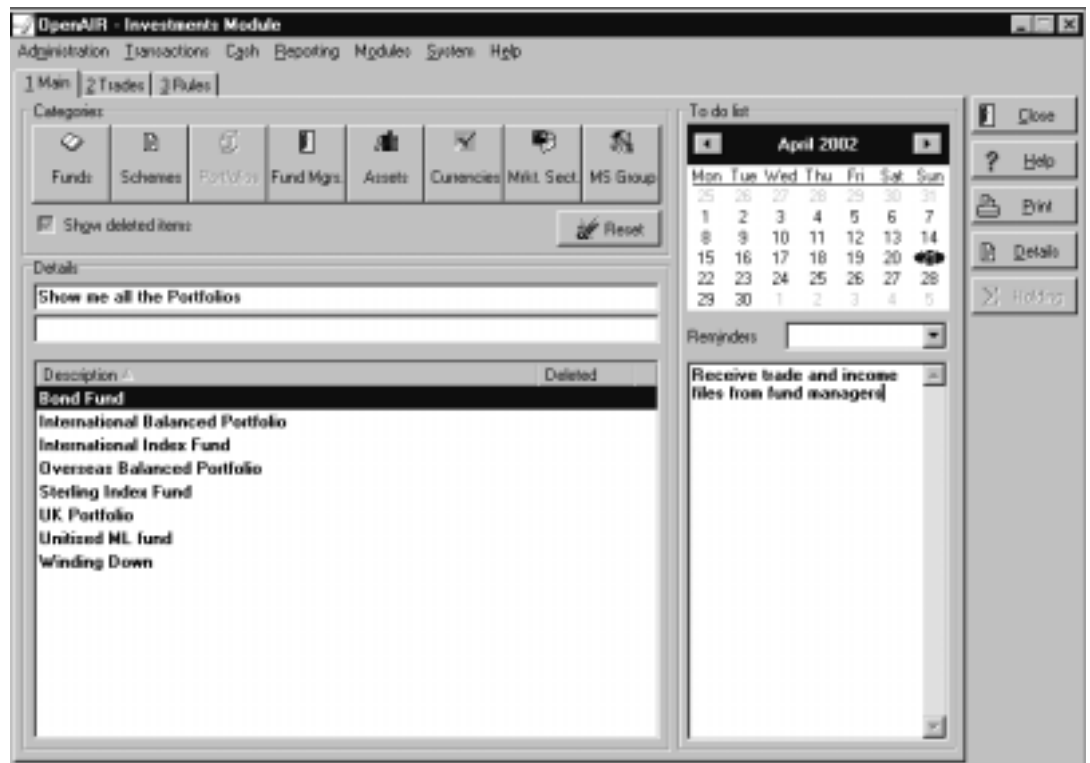 OpenAIR - Investments Module
Administration Transactions Cash Reporting Modules System Help
1 Main 2 Trades 3 Rules
Categories
Funds Schemes Portfolios Fund Mgrs. Assets Currencies Mrkt. Sect. MS Group
Show deleted items
Reset
Details
Show me all the Portfolios
Description Deleted
Bond Fund
International Balanced Portfolio
International Index Fund
Overseas Balanced Portfolio
Sterling Index Fund
UK Portfolio
Unitised ML fund
Winding Down
To do list
April 2002
Mon Tue Wed Thu Fri Sat Sun
25 26 27 28 29 30 31
1 2 3 4 5 6 7
8 9 10 11 12 13 14
15 16 17 18 19 20
22 23 24 25 26 27 28
29 30 1 2 3 4 5
Reminders
Receive trade and income
files from fund managers
Close
Help
Print
Details
Holding